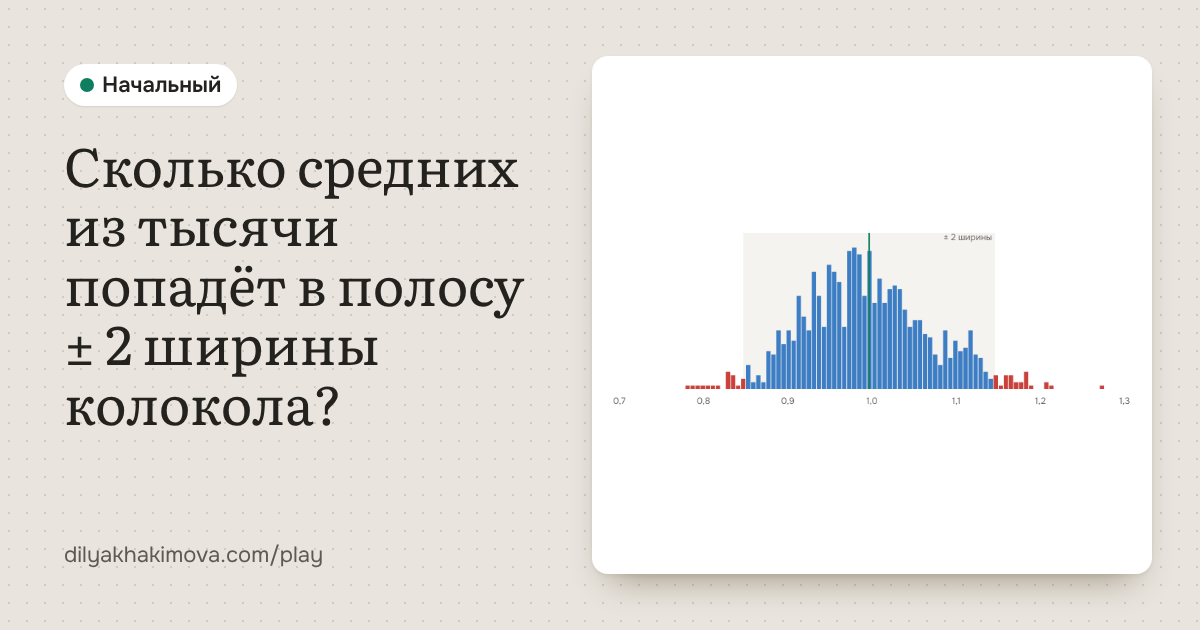 Начальный
Сколько средних
из тысячи
попадёт в полосу
± 2 ширины
колокола?
dilyakhakimova.com/play
± 2 ширины
0,7 0,8 0,9 1,0 1,1 1,2 1,3